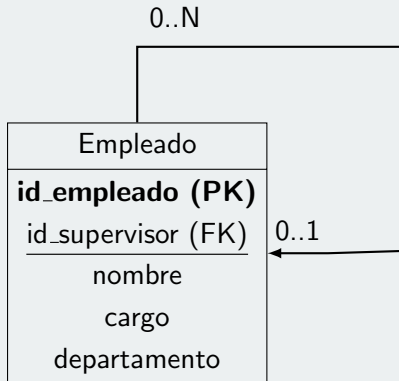 0..N
Empleado
id_empleado (PK)
id_supervisor (FK)
0..1
nombre
cargo
departamento